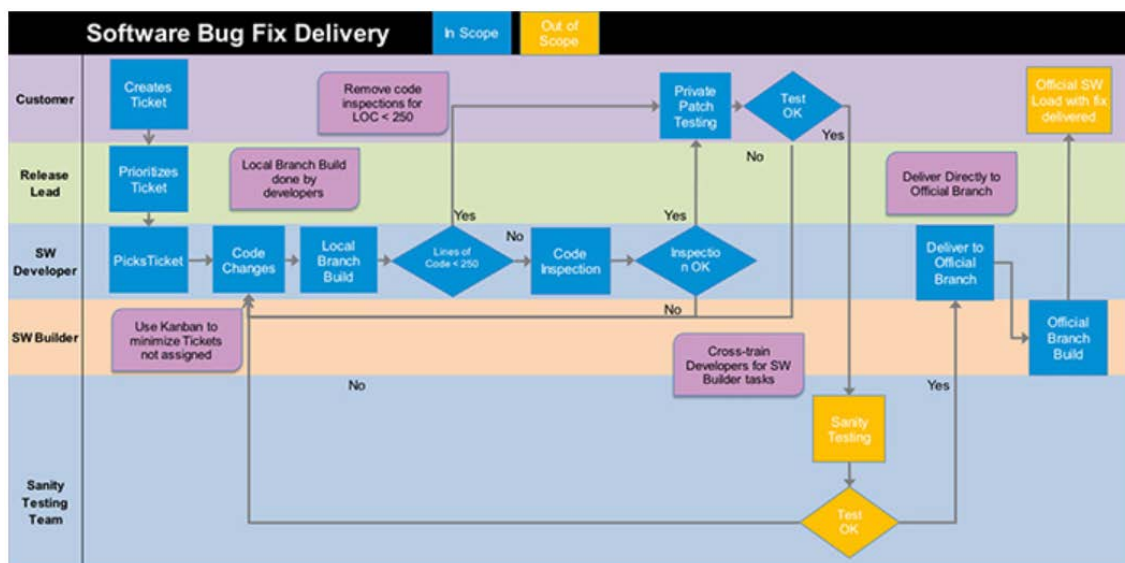 Software Bug Fix Delivery
In Scope
Out of
Scope
Customer
Creates
Ticket
Remove code
inspections for
LOC < 250
Private
Patch
Testing
Test
OK
Yes
No
Official SW
Load with fix
delivered
Release
Lead
Prioritizes
Ticket
Local Branch Build
done by
developers
Yes
Yes
Deliver Directly to
Official Branch
SW
Developer
PicksTicket
Code
Changes
Local
Branch
Build
Lines of
Code < 250
No
Code
Inspection
Inspectio
n OK
Deliver to
Official
Branch
No
SW Builder
Use Kanban to
minimize Tickets
not assigned
Cross-train
Developers for SW
Builder tasks
Official
Branch
Build
No
Yes
Sanity
Testing
Team
Sanity
Testing
Test
OK